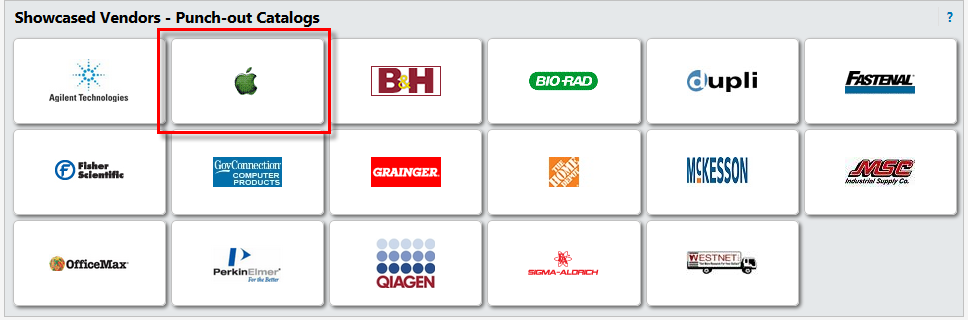 Showcased Vendors - Punch-out Catalogs
?
Agilent Technologies
B&H
BIO-RAD
dupli
FASTENAL
Fisher
Scientific
GovConnection
COMPUTER
PRODUCTS
GRAINGER
THE
HOME
DEPOT
McKESSON
MSC
Industrial Supply Co.
OfficeMax
PerkinElmer
For the Better
QIAGEN
SIGMA-ALDRICH
WESTNET